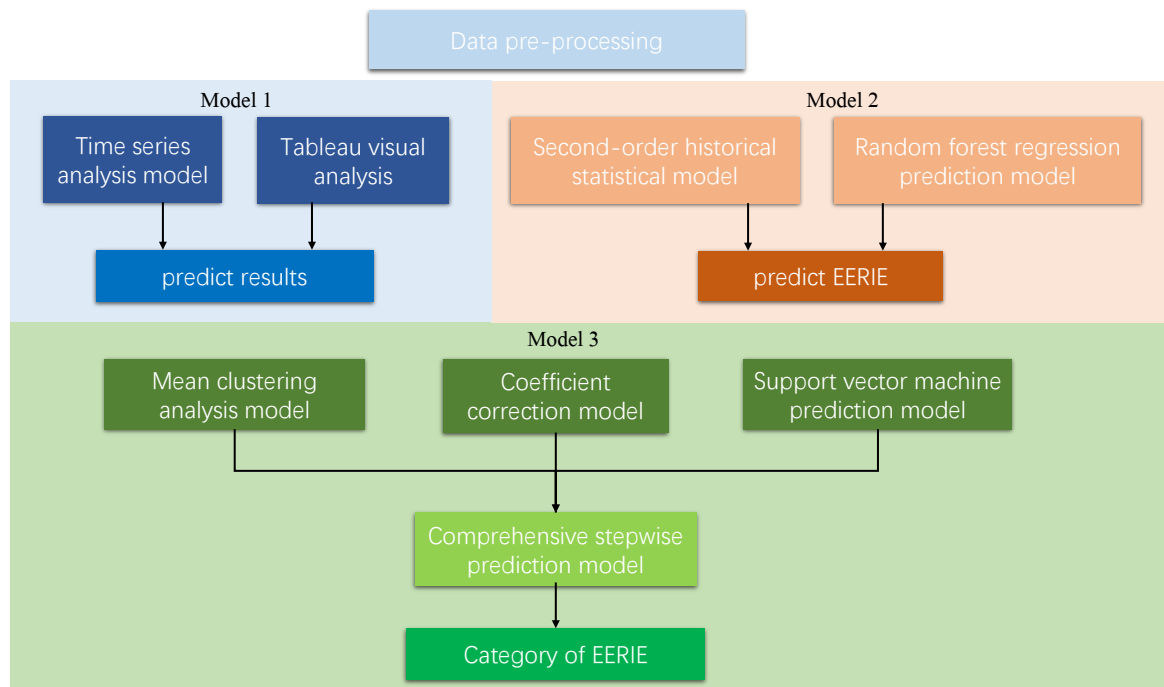 Data pre-processing
Model 1
Time series
analysis model
Tableau visual
analysis
predict results
Model 2
Second-order historical
statistical model
Random forest regression
prediction model
predict EERIE
Model 3
Mean clustering
analysis model
Coefficient
correction model
Support vector machine
prediction model
Comprehensive stepwise
prediction model
Category of EERIE